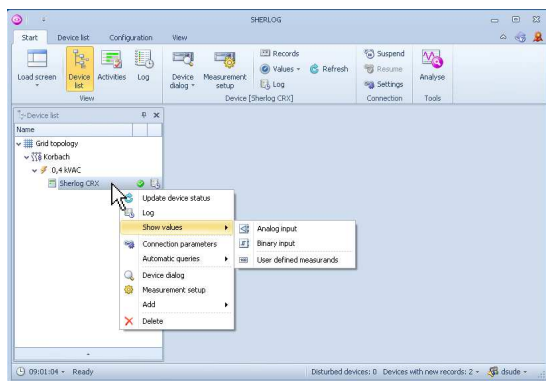 SHERLOG
Start Device list Configuration View
Load screen
Device list
Activities
Log
View
Device dialog
Measurement setup
Records
Values
Log
Refresh
Device [Sherlog CRX]
Suspend
Resume
Settings
Connection
Analyse
Tools
Device list
Name
Grid topology
Korbach
0,4 kVAC
Sherlog CRX
Update device status
Log
Show values
Connection parameters
Automatic queries
Device dialog
Measurement setup
Add
Delete
Analog input
Binary input
User defined measurands
09:01:04 - Ready Disturbed devices: 0 Devices with new records: 2 - dsude -